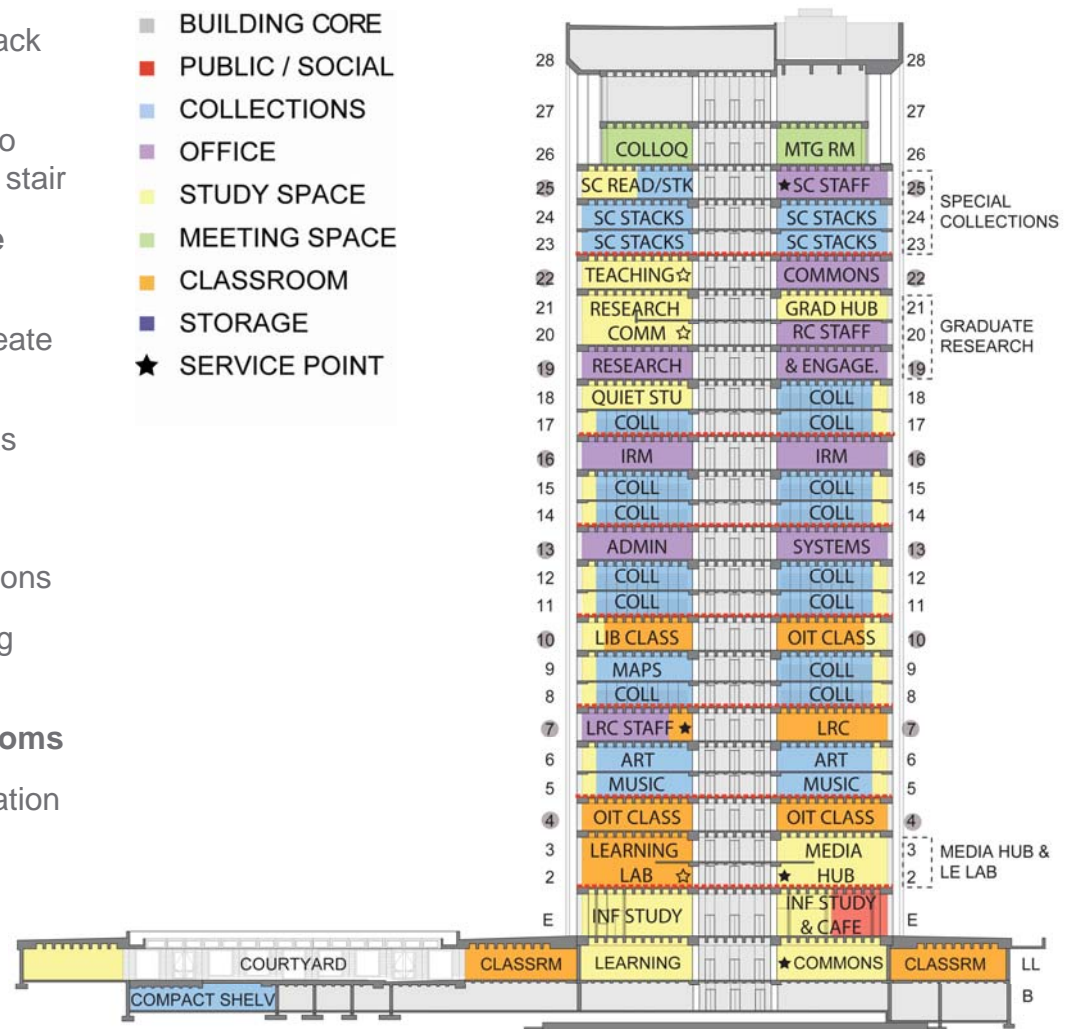 ack
o
stair
e
eate
s
ons
g
oms
ation
BUILDING CORE
PUBLIC / SOCIAL
COLLECTIONS
OFFICE
STUDY SPACE
MEETING SPACE
CLASSROOM
STORAGE
★ SERVICE POINT
28 28
27 27
26 COLLOQ MTG RM 26
25 SC READ/STK ★SC STAFF 25
24 SC STACKS SC STACKS 24
23 SC STACKS SC STACKS 23
SPECIAL
COLLECTIONS
22 TEACHING☆ COMMONS 22
21 RESEARCH GRAD HUB 21
20 COMM ☆ RC STAFF 20
19 RESEARCH & ENGAGE. 19
GRADUATE
RESEARCH
18 QUIET STU COLL 18
17 COLL COLL 17
16 IRM IRM 16
15 COLL COLL 15
14 COLL COLL 14
13 ADMIN SYSTEMS 13
12 COLL COLL 12
11 COLL COLL 11
10 LIB CLASS OIT CLASS 10
9 MAPS COLL 9
8 COLL COLL 8
7 LRC STAFF ★ LRC 7
6 ART ART 6
5 MUSIC MUSIC 5
4 OIT CLASS OIT CLASS 4
3 LEARNING MEDIA 3
2 LAB ☆ ★ HUB 2
MEDIA HUB &
LE LAB
E INF STUDY INF STUDY
& CAFE E
COURTYARD CLASSRM LEARNING ★COMMONS CLASSRM LL
COMPACT SHELV B